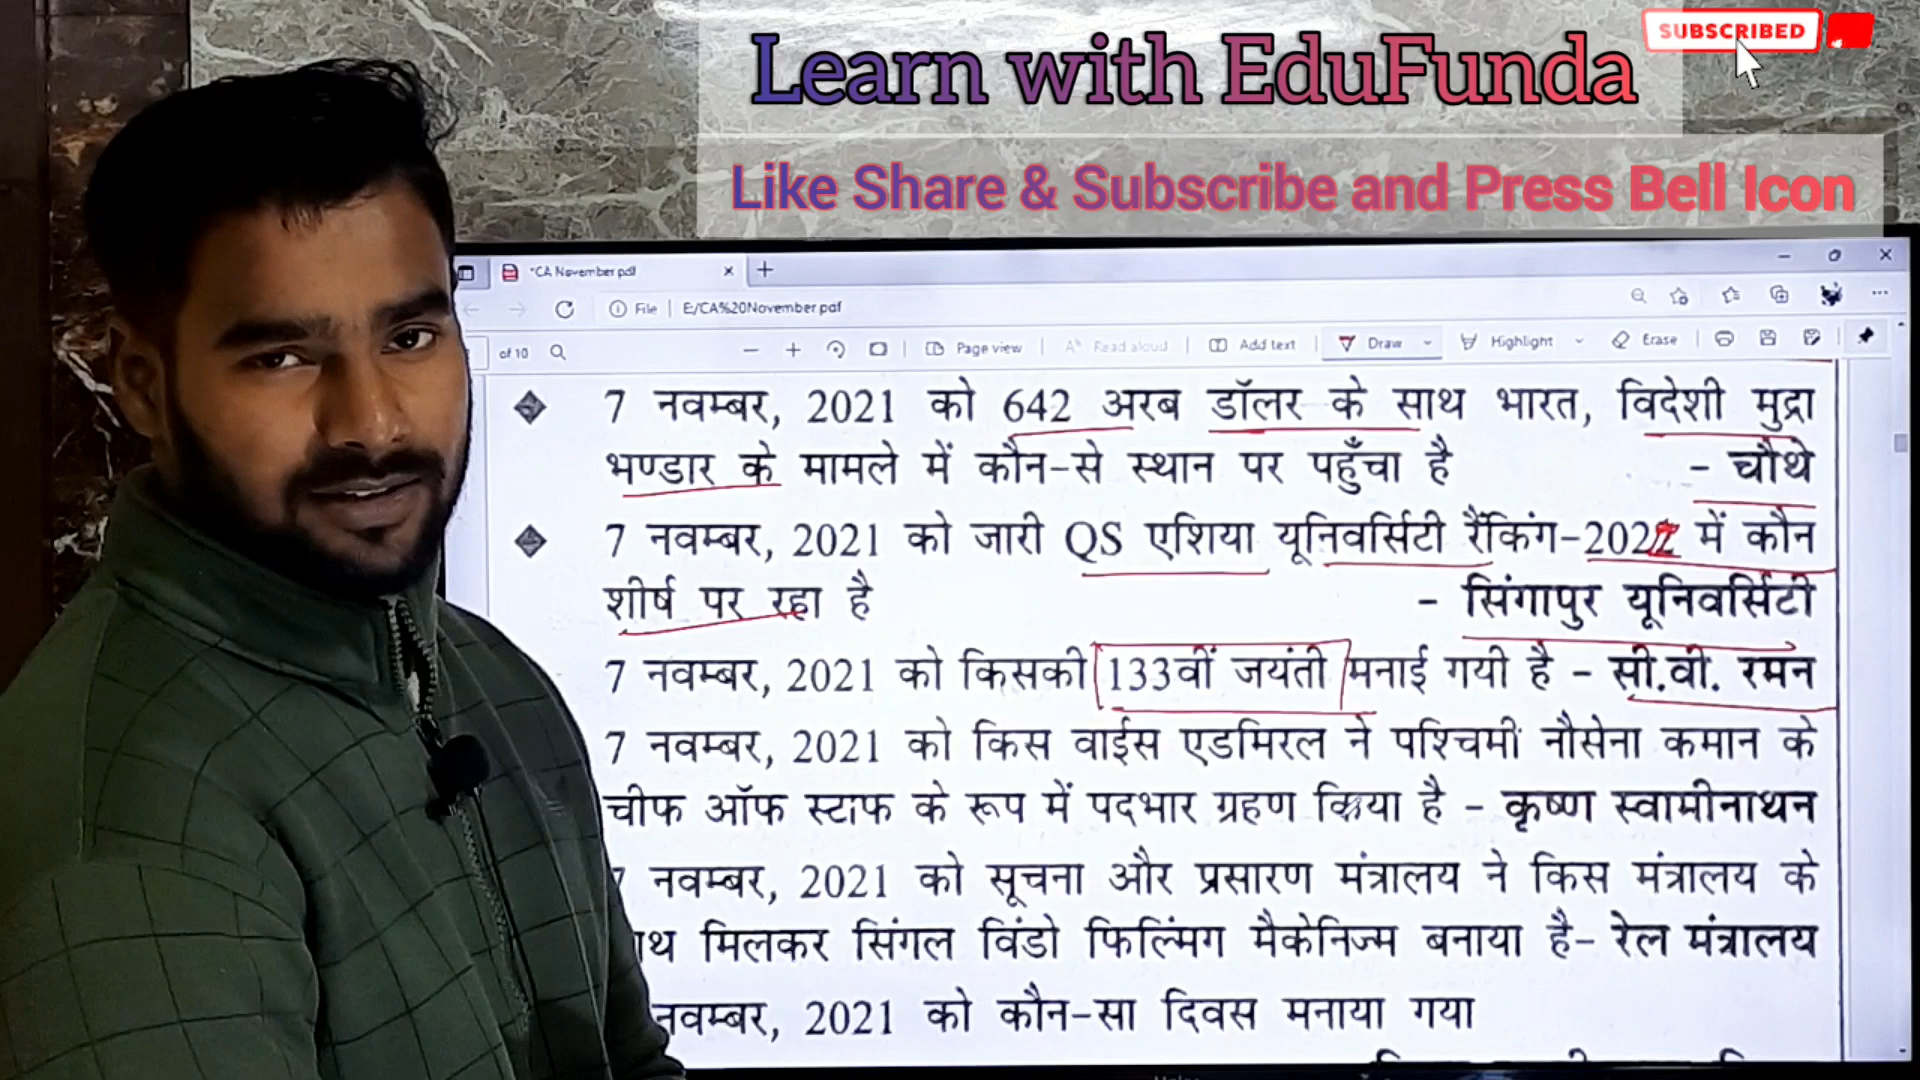 Learn with EduFunda
SUBSCRIBED
Like Share & Subscribe and Press Bell Icon
*CA November.pdf
File | E:/CA%20November.pdf
of 10
Page view
Read aloud
Add text
Draw
Highlight
Erase
7 नवम्बर, 2021 को 642 अरब डॉलर के साथ भारत, विदेशी मुद्रा
भण्डार के मामले में कौन-से स्थान पर पहुँचा है - चौथे
7 नवम्बर, 2021 को जारी QS एशिया यूनिवर्सिटी रैंकिंग-2022 में कौन
शीर्ष पर रहा है - सिंगापुर यूनिवर्सिटी
7 नवम्बर, 2021 को किसकी 133वीं जयंती मनाई गयी है - सी.वी. रमन
7 नवम्बर, 2021 को किस वाईस एडमिरल ने पश्चिमी नौसेना कमान के
चीफ ऑफ स्टाफ के रूप में पदभार ग्रहण किया है - कृष्ण स्वामीनाथन
नवम्बर, 2021 को सूचना और प्रसारण मंत्रालय ने किस मंत्रालय के
मिलकर सिंगल विंडो फिल्मिंग मैकेनिज्म बनाया है- रेल मंत्रालय
नवम्बर, 2021 को कौन-सा दिवस मनाया गया